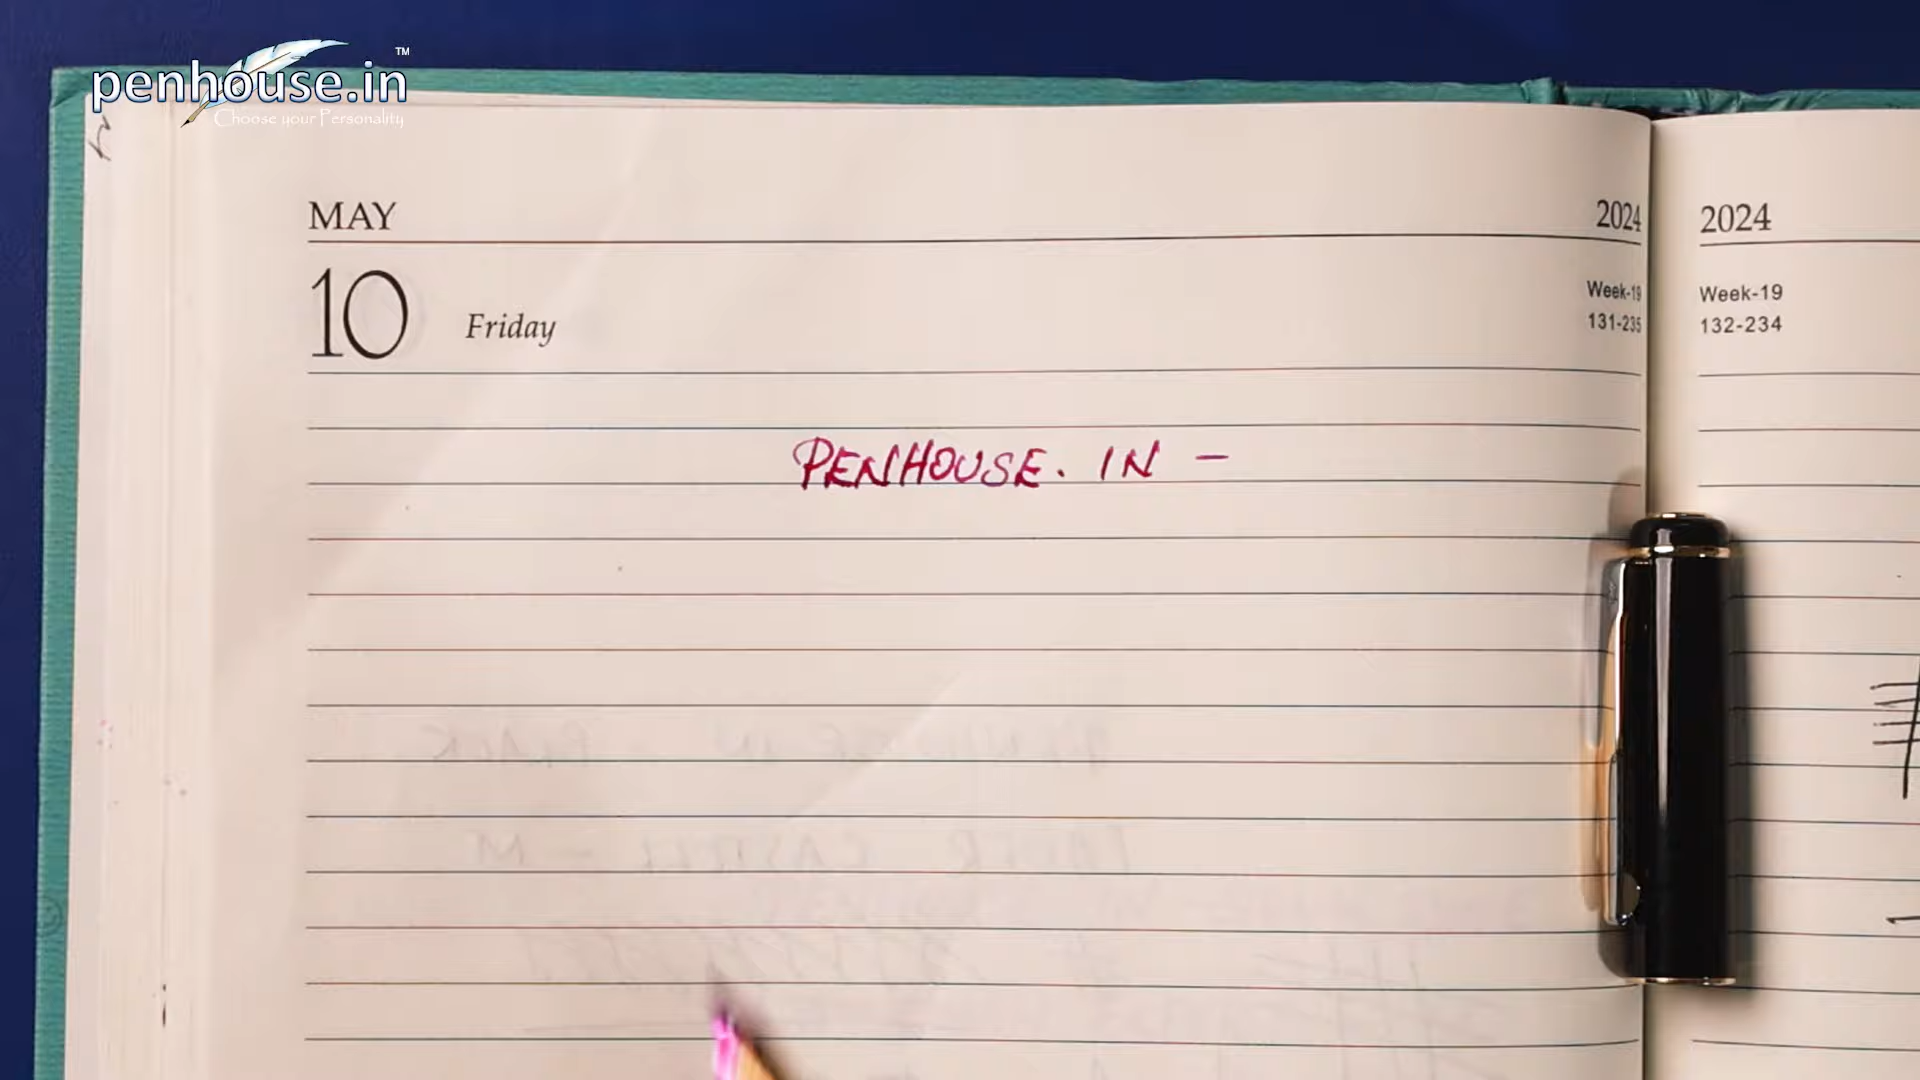 penhouse.in™
Choose your Personality
MAY 2024
10 Friday
Week-19
131-235
PENHOUSE. IN -
2024
Week-19
132-234